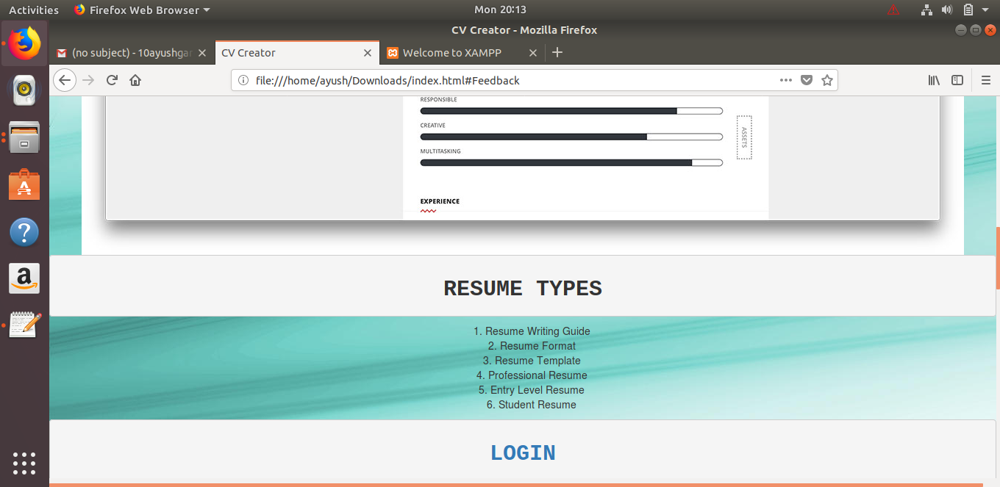 Activities Firefox Web Browser Mon 20:13
CV Creator - Mozilla Firefox
(no subject) - 10ayushgar CV Creator Welcome to XAMPP
file:///home/ayush/Downloads/index.html#Feedback
RESPONSIBLE
CREATIVE
MULTITASKING
ASSETS
EXPERIENCE
RESUME TYPES
1. Resume Writing Guide
2. Resume Format
3. Resume Template
4. Professional Resume
5. Entry Level Resume
6. Student Resume
LOGIN